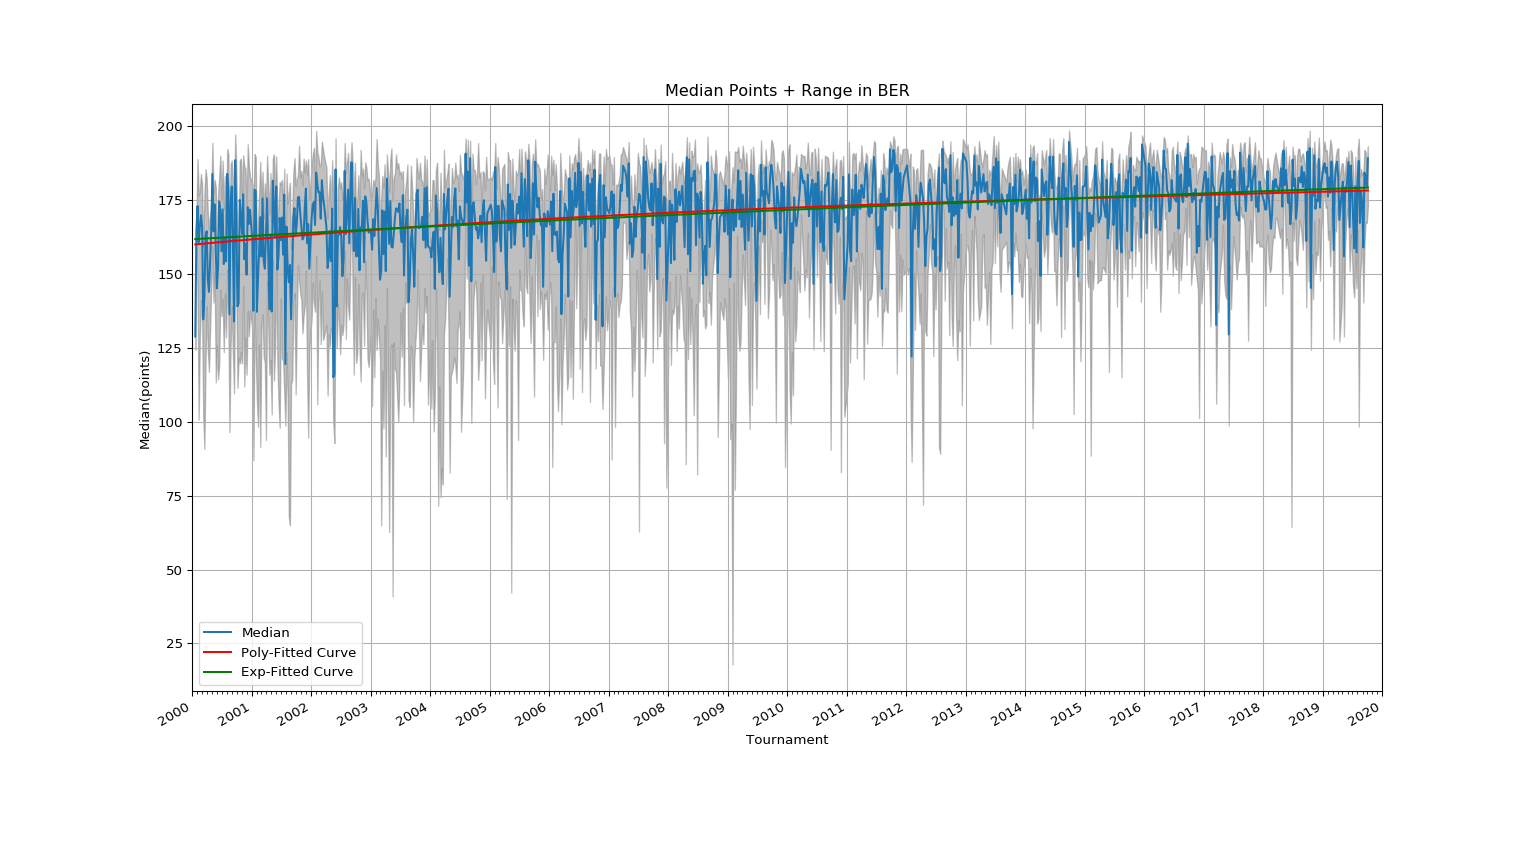 Median Points + Range in BER
Median(points)
200
175
150
125
100
75
50
25
Median
Poly-Fitted Curve
Exp-Fitted Curve
2000 2001 2002 2003 2004 2005 2006 2007 2008 2009 2010 2011 2012 2013 2014 2015 2016 2017 2018 2019 2020
Tournament